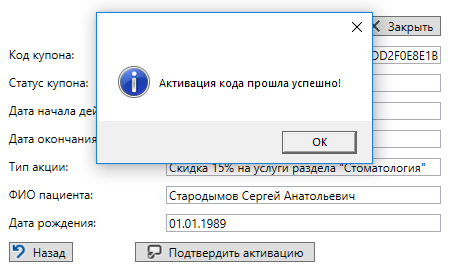 Закрыть
Код купона:
DD2F0E8E1B
Статус купона:
Активация кода прошла успешно!
Дата начала
Дата окончания
OK
Тип акции:
Скидка 15% на услуги раздела "Стоматология"
ФИО пациента:
Стародымов Сергей Анатольевич
Дата рождения:
01.01.1989
Назад
Подтвердить активацию